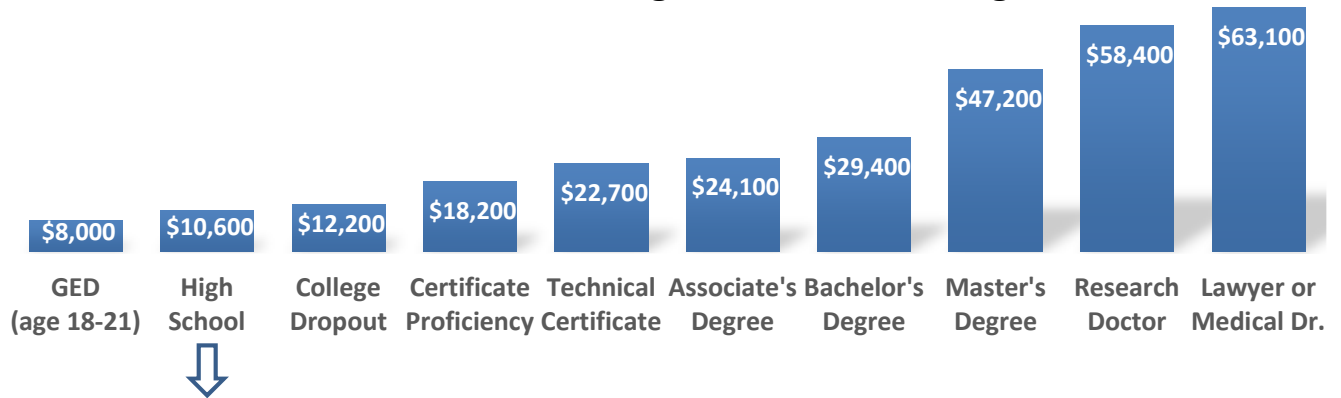 $8,000
$10,600
$12,200
$18,200
$22,700
$24,100
$29,400
$47,200
$58,400
$63,100
GED
(age 18-21)
High
School
College
Dropout
Certificate
Proficiency
Technical
Certificate
Associate's
Degree
Bachelor's
Degree
Master's
Degree
Research
Doctor
Lawyer or
Medical Dr.